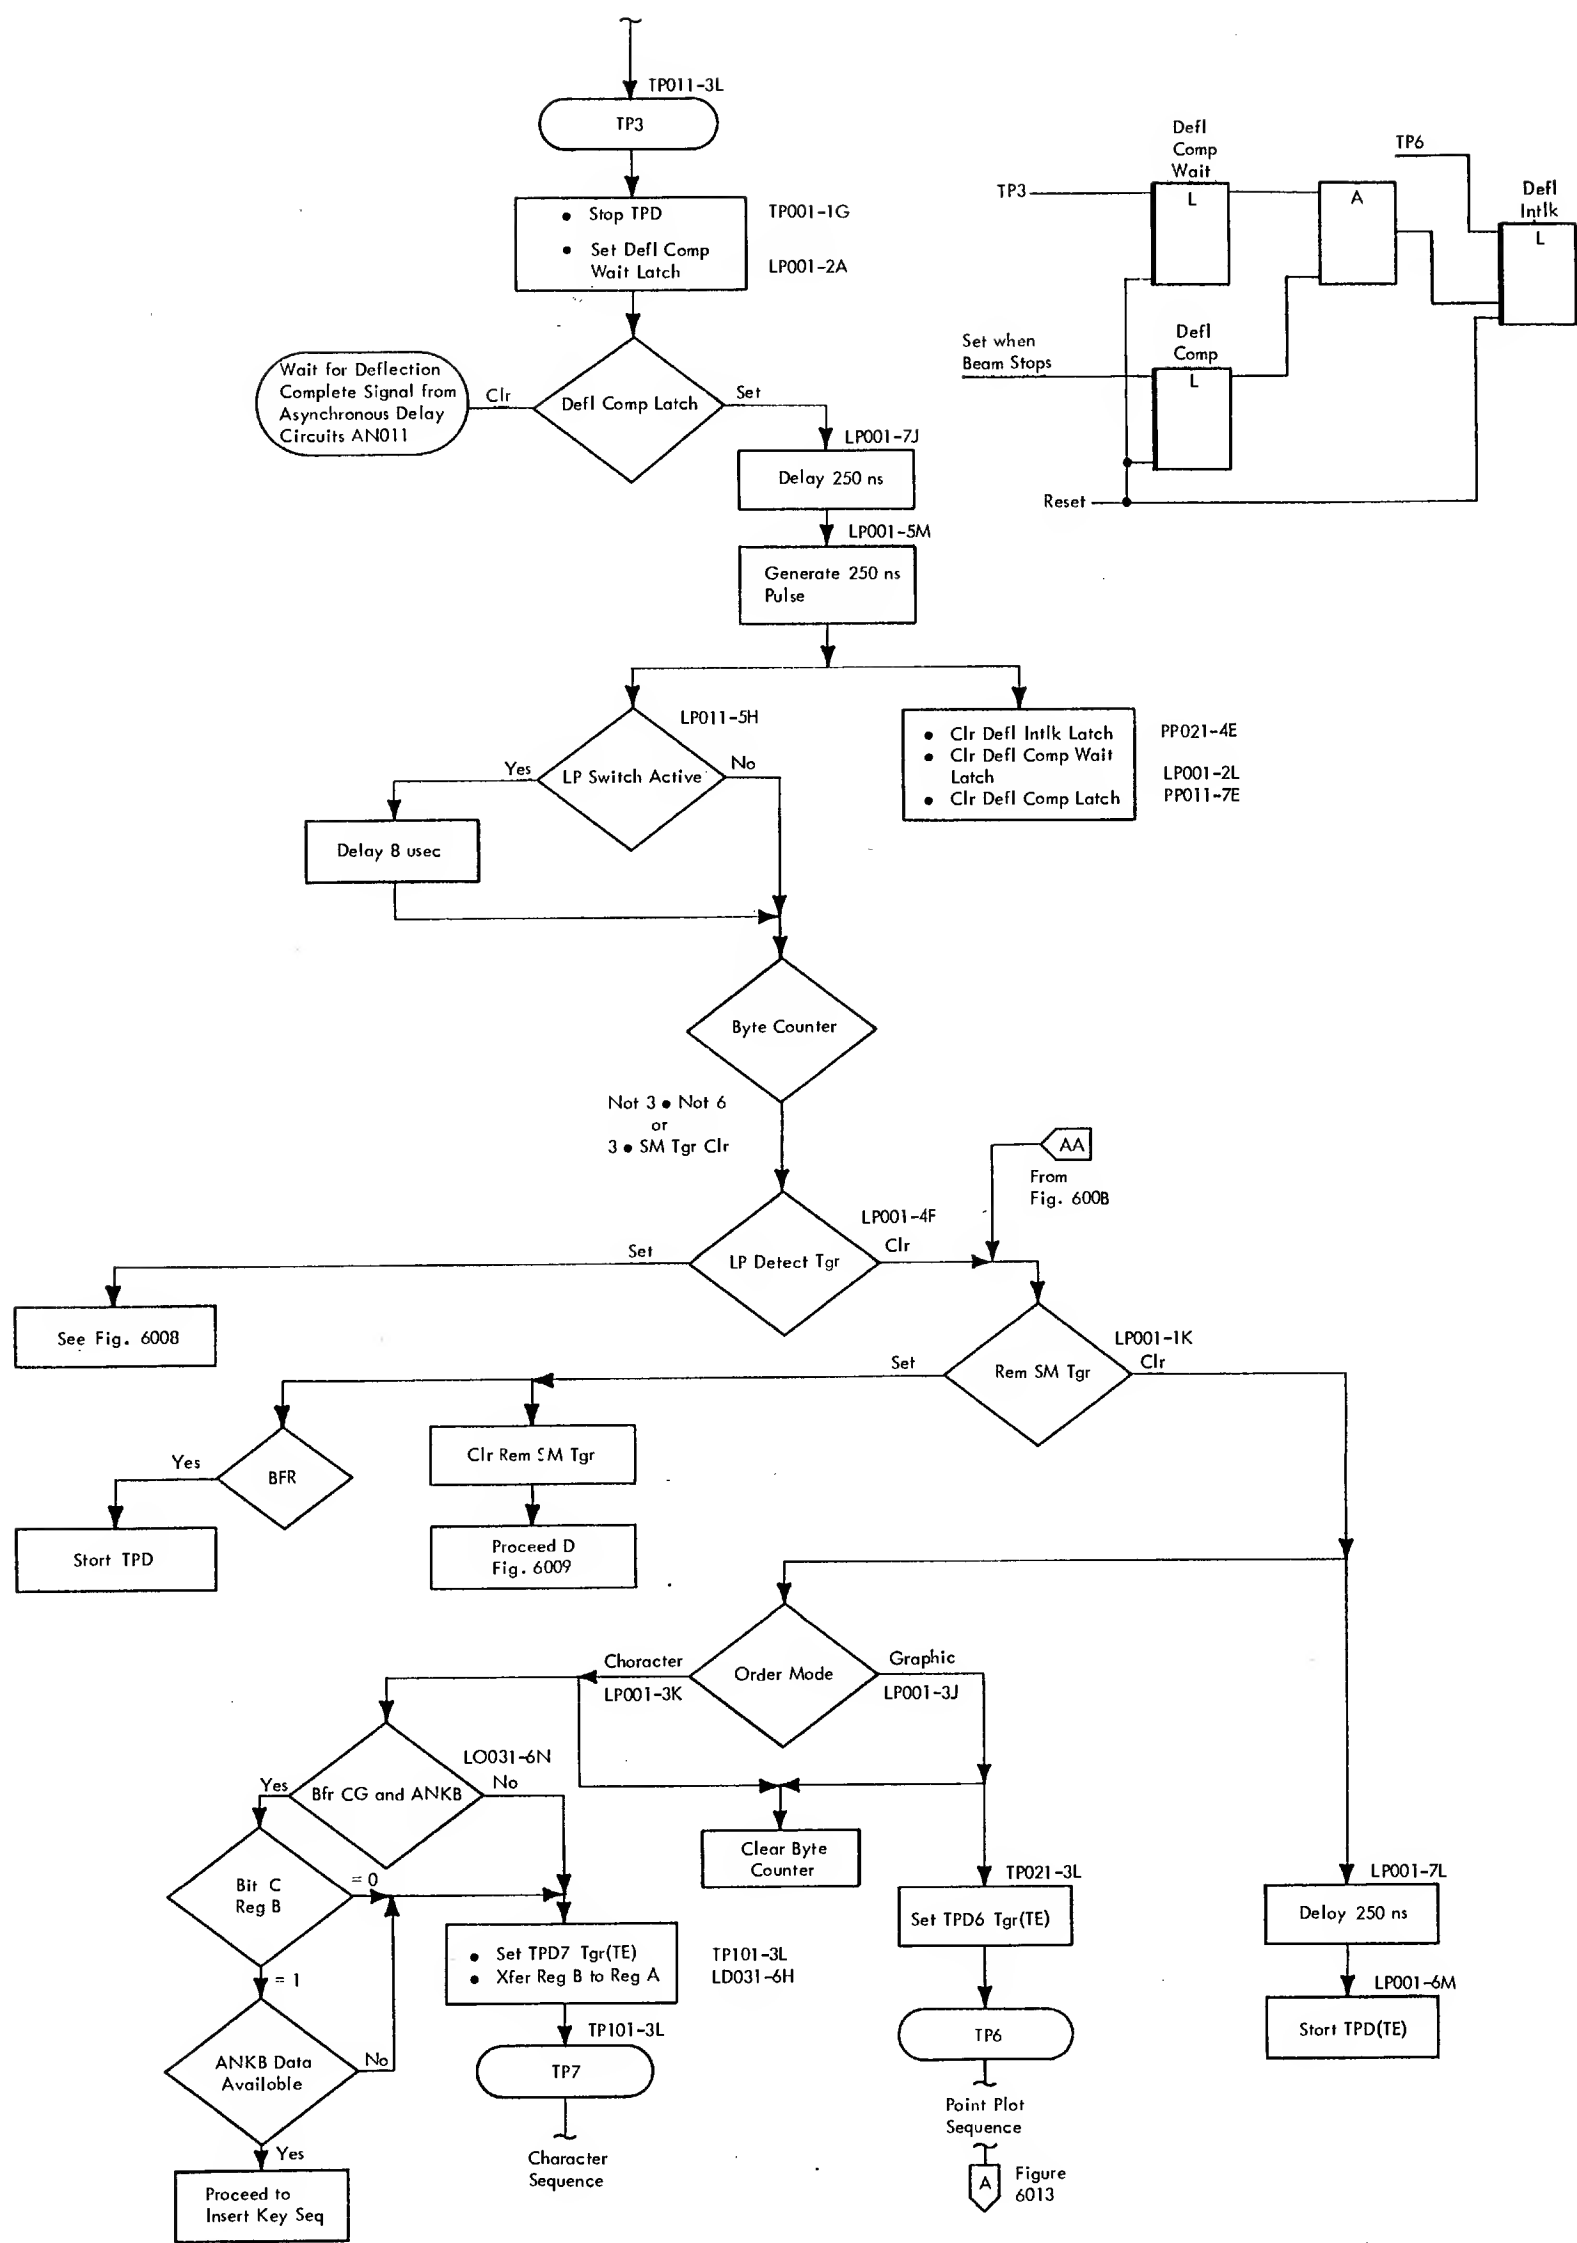 TP011-3L
TP3
• Stop TPD
TP001-1G
• Set Defl Comp
Wait Latch
LP001-2A
Defl
Comp
Wait
TP3
L
A
TP6
Defl
Intlk
L
Set when
Beam Stops
Defl
Comp
L
Reset
Wait for Deflection
Complete Signal from
Asynchronous Delay
Circuits AN011
Clr
Defl Comp Latch
Set
LP001-7J
Delay 250 ns
LP001-5M
Generate 250 ns
Pulse
LP011-5H
LP Switch Active
Yes
No
• Clr Defl Intlk Latch
PP021-4E
• Clr Defl Comp Wait
Latch
LP001-2L
• Clr Defl Comp Latch
PP011-7E
Delay 8 usec
Byte Counter
Not 3 • Not 6
or
3 • SM Tgr Clr
AA
From
Fig. 600B
LP001-4F
Set
LP Detect Tgr
Clr
See Fig. 6008
LP001-1K
Set
Rem SM Tgr
Clr
Yes
BFR
Clr Rem SM Tgr
Stort TPD
Proceed D
Fig. 6009
Choracter
LP001-3K
Order Mode
Graphic
LP001-3J
LO031-6N
Yes
Bfr CG and ANKB
No
Clear Byte
Counter
Bit C
Reg B
= 0
= 1
TP021-3L
Set TPD6 Tgr(TE)
LP001-7L
Deloy 250 ns
• Set TPD7 Tgr(TE)
TP101-3L
• Xfer Reg B to Reg A
LD031-6H
LP001-6M
Stort TPD(TE)
TP101-3L
TP7
TP6
ANKB Data
Available
No
Yes
Character
Sequence
Point Plot
Sequence
A
Figure
6013
Proceed to
Insert Key Seq